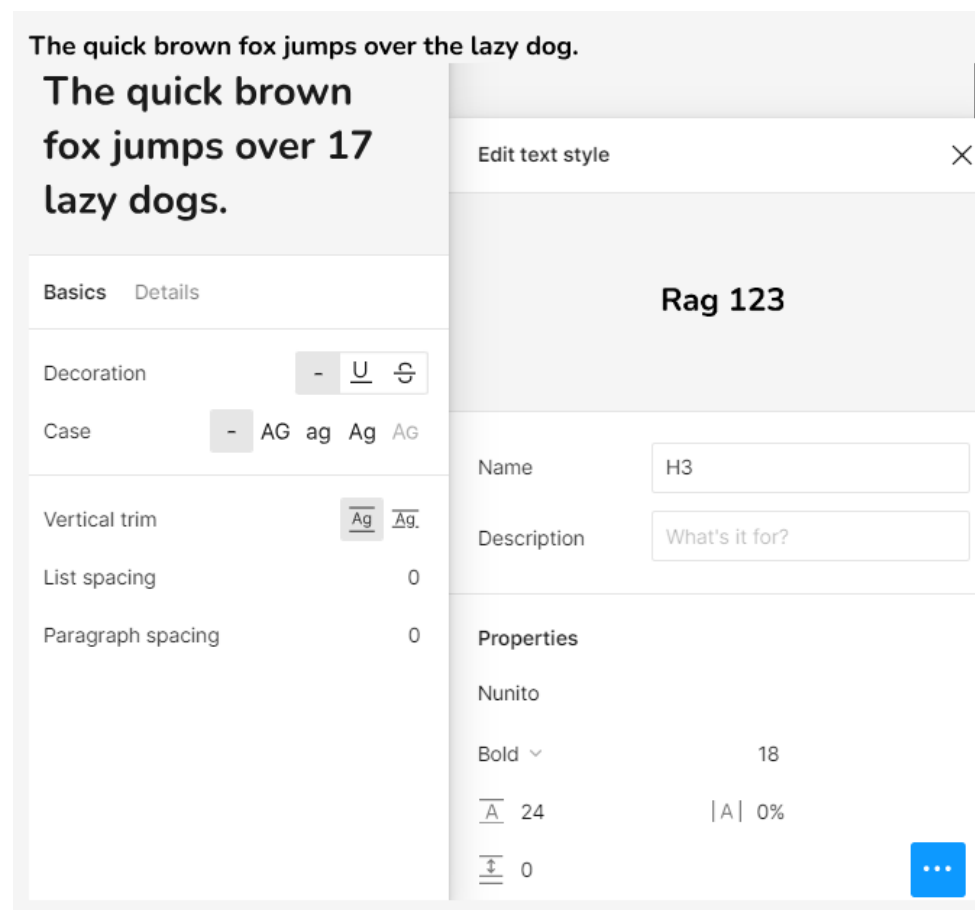 The quick brown fox jumps over the lazy dog.
The quick brown
fox jumps over 17
lazy dogs.
Basics Details
Decoration - U S
Case - AG ag Ag AG
Vertical trim Ag Ag
List spacing 0
Paragraph spacing 0
Edit text style
Rag 123
Name H3
Description What's it for?
Properties
Nunito
Bold 18
A 24 |A| 0%
0